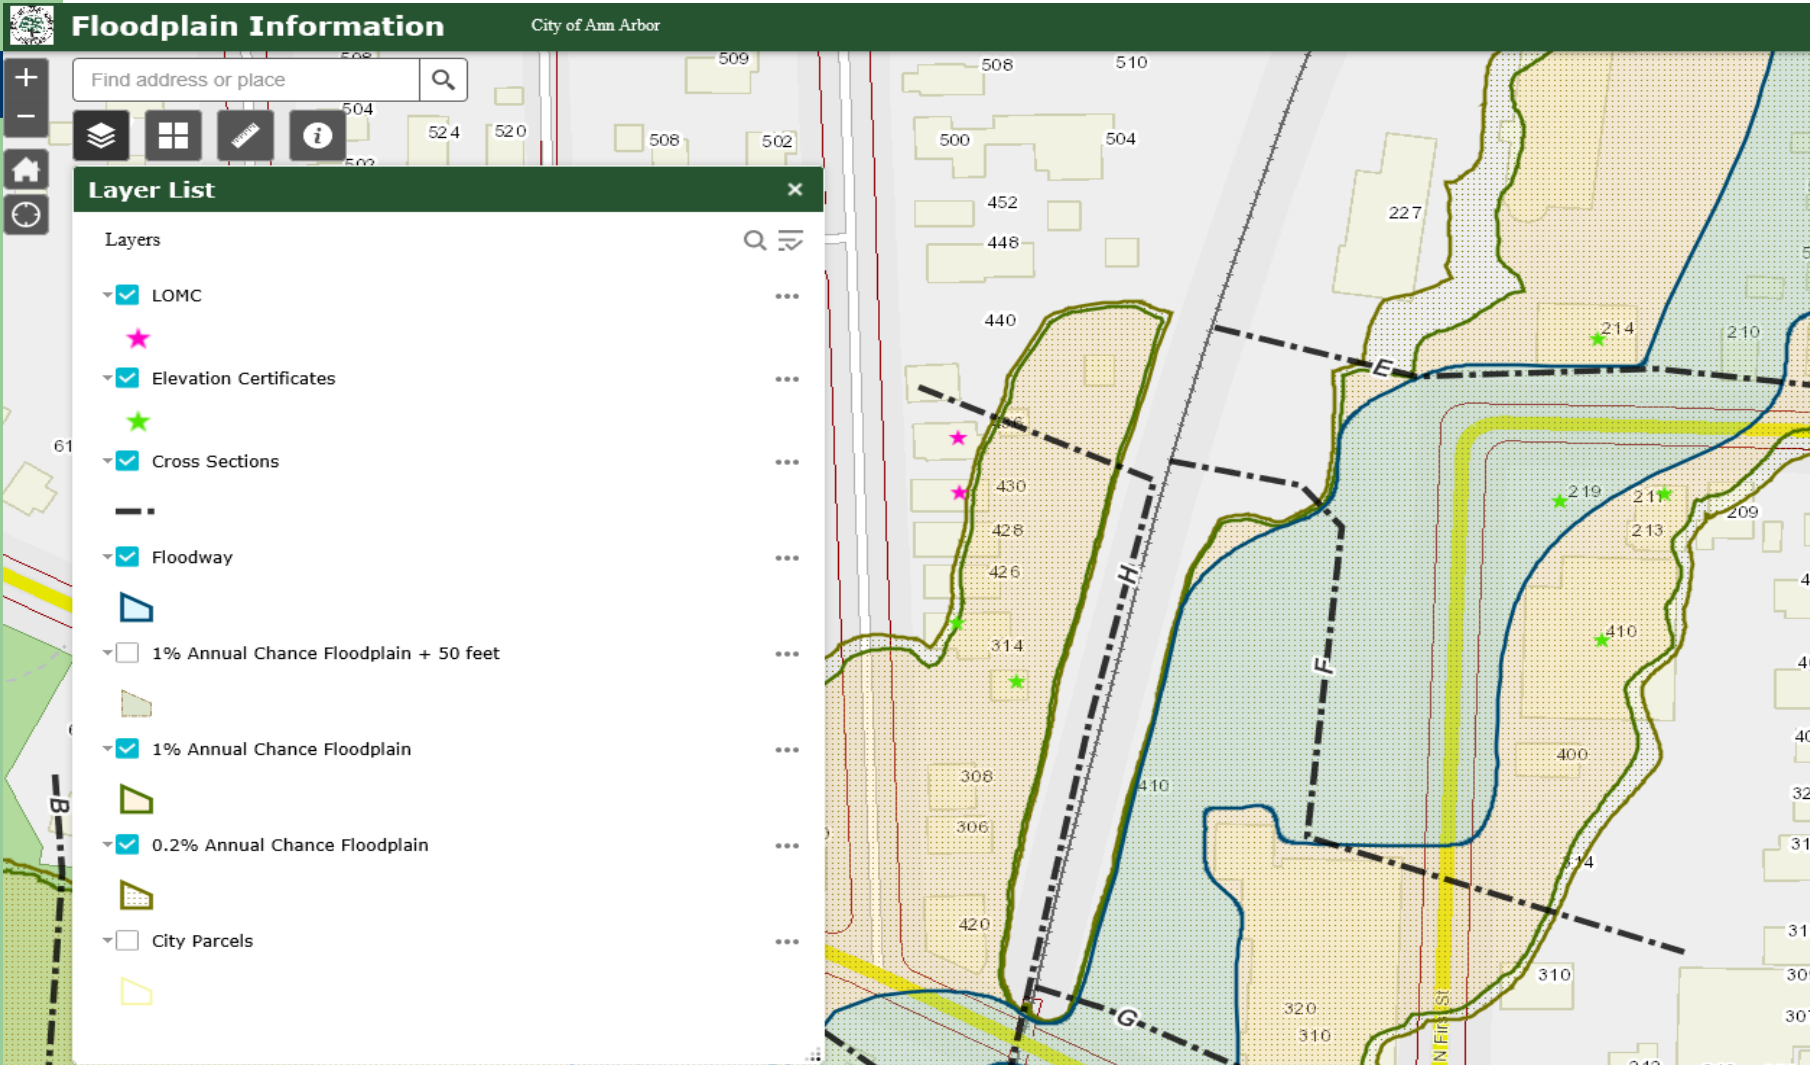 Floodplain Information
City of Ann Arbor
+
Find address or place
−
509
508
510
504
524
520
508
502
500
504
Layer List
×
Layers
LOMC
Elevation Certificates
Cross Sections
Floodway
1% Annual Chance Floodplain + 50 feet
1% Annual Chance Floodplain
0.2% Annual Chance Floodplain
City Parcels
452
448
227
440
214
210
E
61
430
219
211
209
213
428
426
H
314
F
410
400
B
308
410
306
314
420
310
G
320
310
N First St